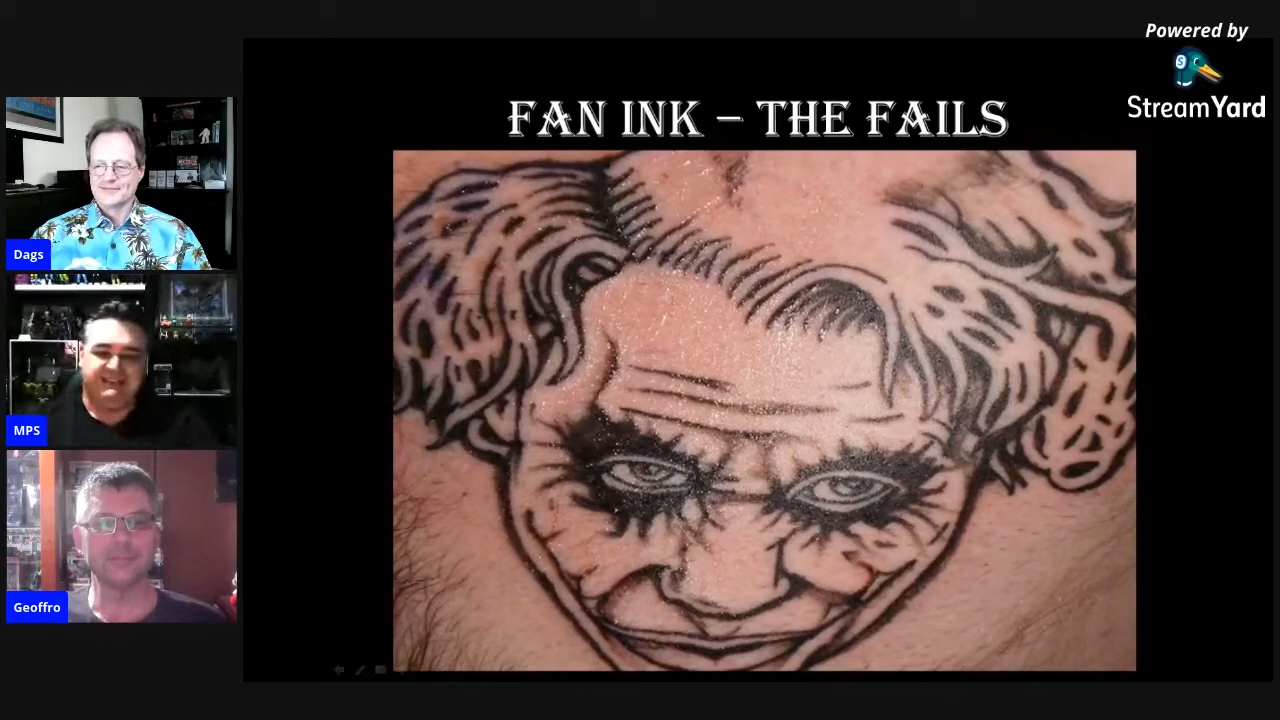 Powered by
StreamYard
FAN INK – THE FAILS
Dags
MPS
Geoffro